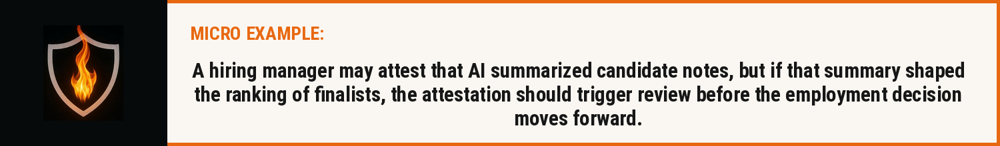 MICRO EXAMPLE:
A hiring manager may attest that AI summarized candidate notes, but if that summary shaped
the ranking of finalists, the attestation should trigger review before the employment decision
moves forward.